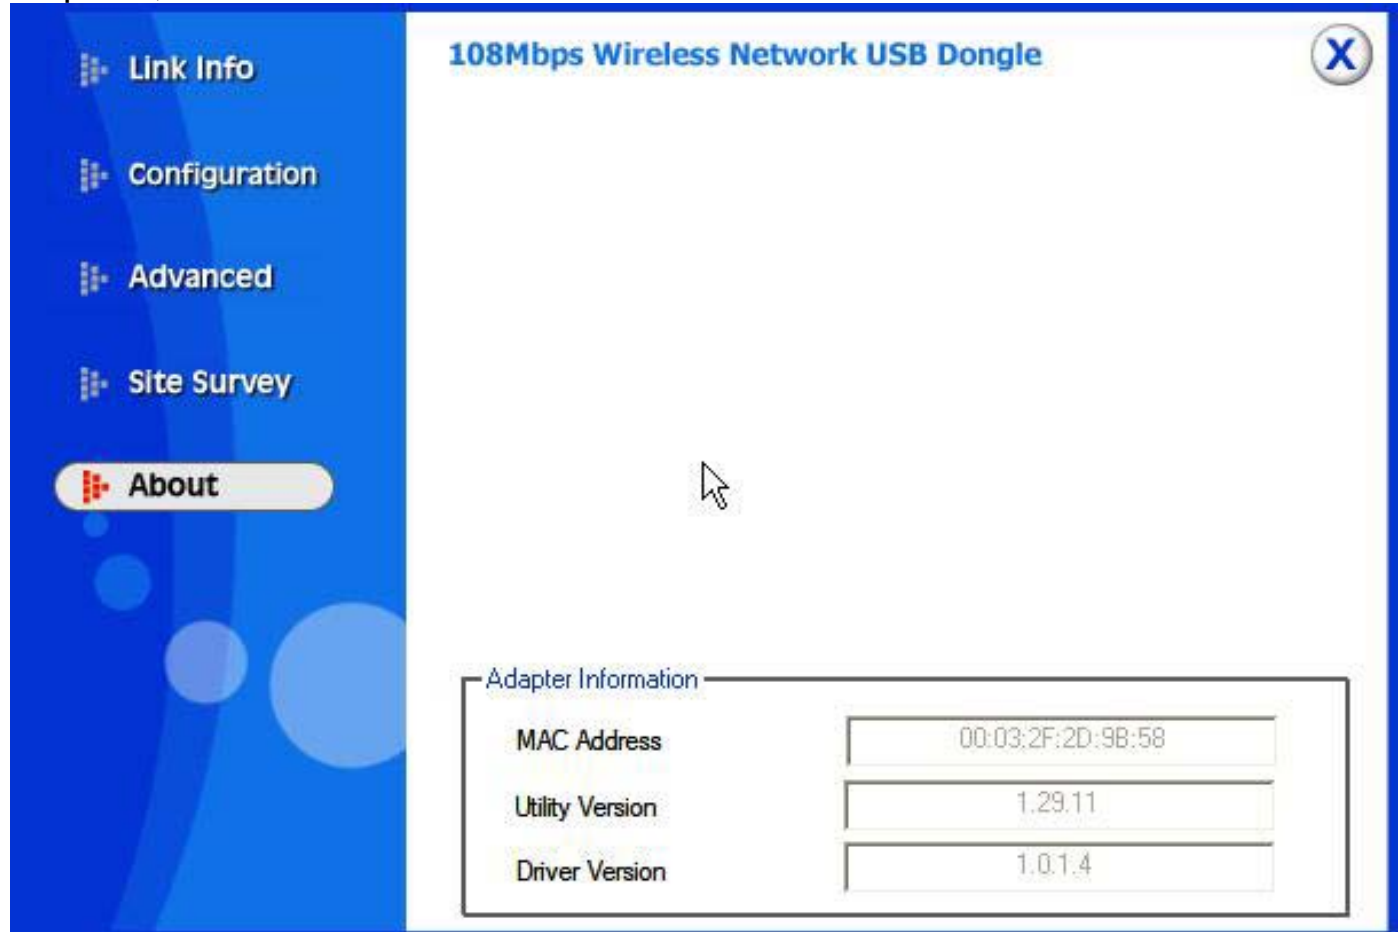 108Mbps Wireless Network USB Dongle
X
Link Info
Configuration
Advanced
Site Survey
About
Adapter Information
MAC Address 00:03:2F:2D:9B:58
Utility Version 1.29.11
Driver Version 1.0.1.4